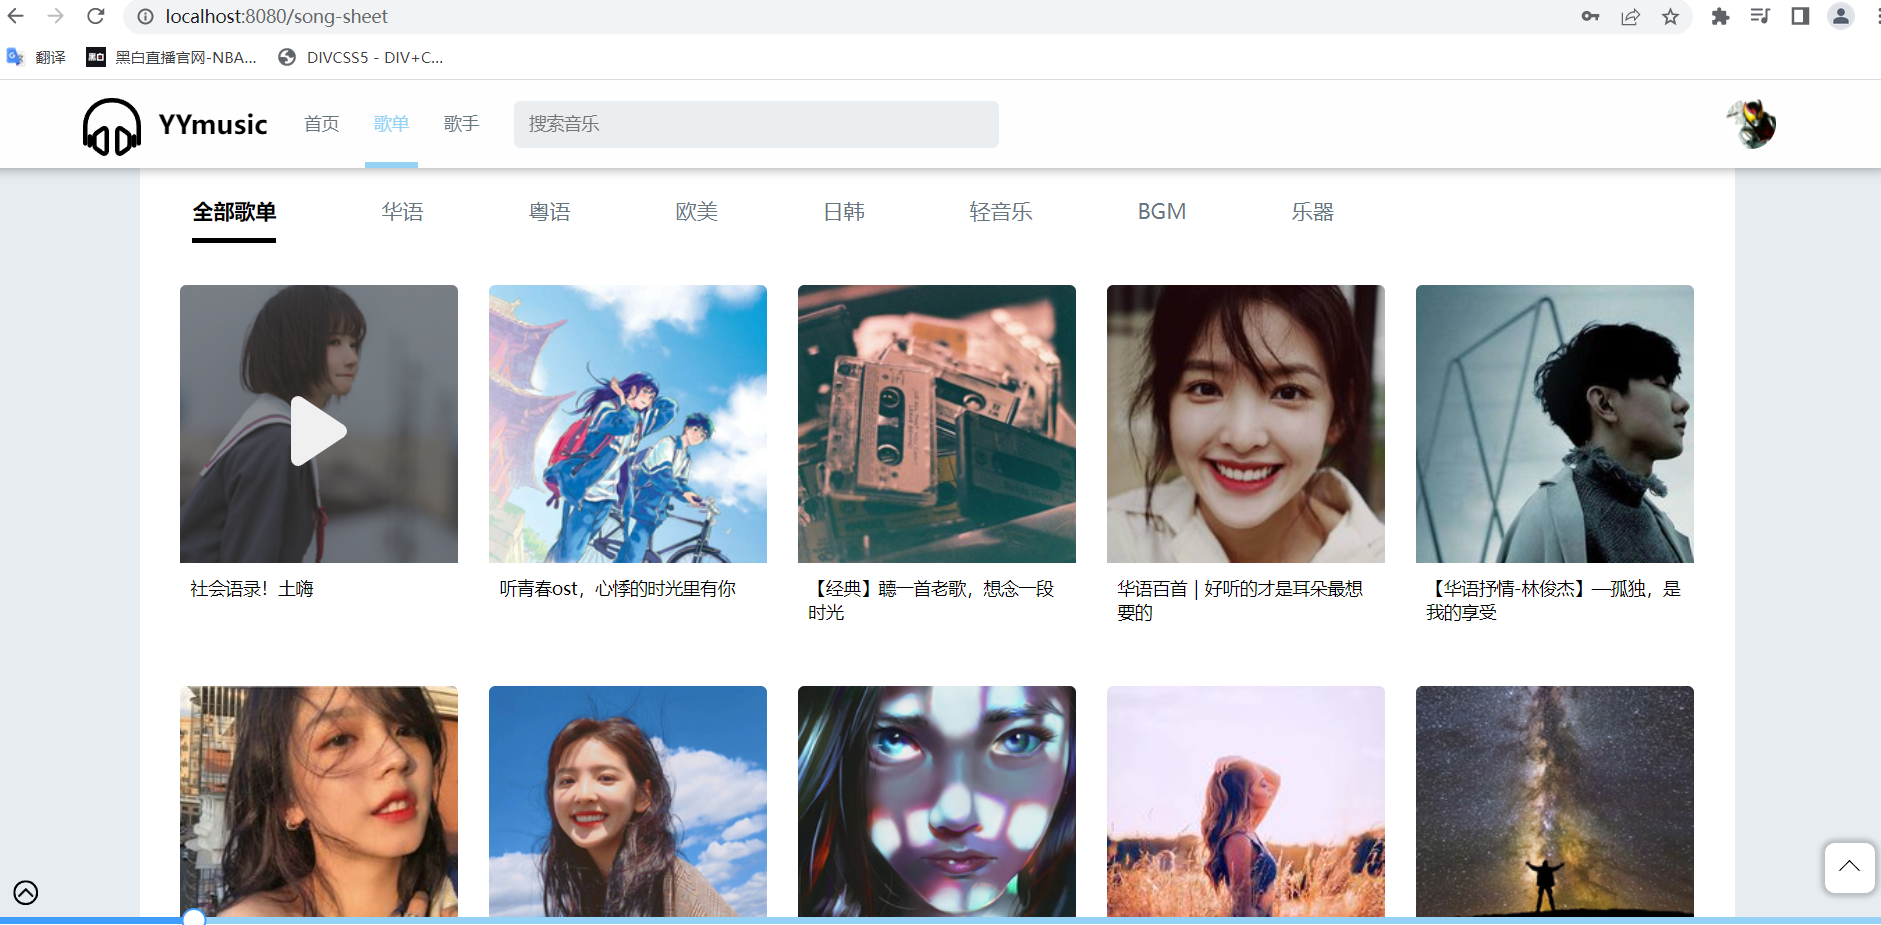 localhost:8080/song-sheet
翻译
黑白
黑白直播官网-NBA...
DIVCSS5 - DIV+C...
YYmusic
首页
歌单
歌手
搜索音乐
全部歌单
华语
粤语
欧美
日韩
轻音乐
BGM
乐器
社会语录！土嗨
听青春ost，心悸的时光里有你
【经典】聽一首老歌，想念一段
时光
华语百首 | 好听的才是耳朵最想
要的
【华语抒情-林俊杰】—孤独，是
我的享受